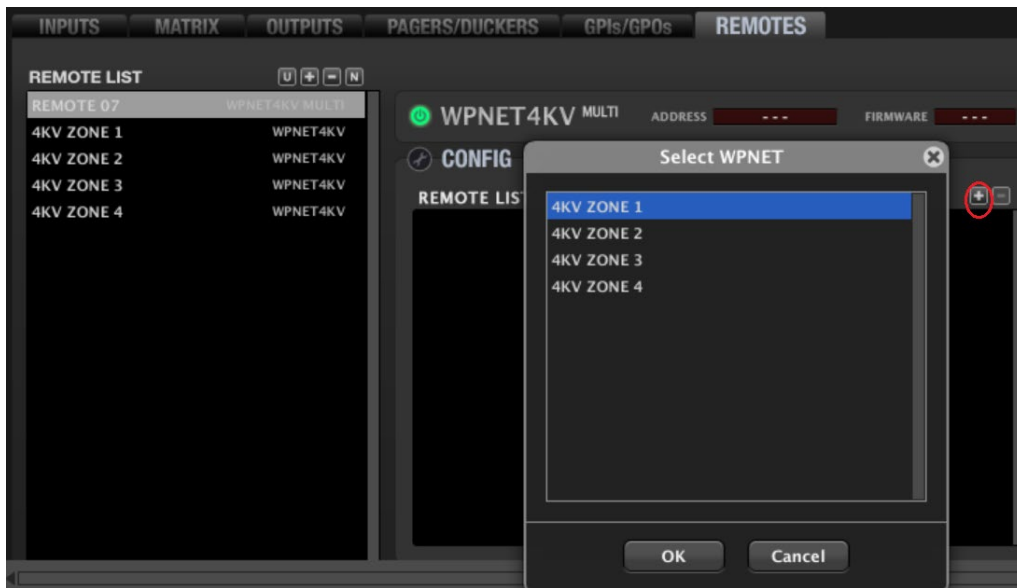 INPUTS MATRIX OUTPUTS PAGERS/DUCKERS GPIs/GPOs REMOTES
REMOTE LIST U + - N
REMOTE 07 WPNET4KV MULTI
4KV ZONE 1 WPNET4KV
4KV ZONE 2 WPNET4KV
4KV ZONE 3 WPNET4KV
4KV ZONE 4 WPNET4KV
WPNET4KV MULTI ADDRESS --- FIRMWARE ---
CONFIG
REMOTE LIS
+ -
Select WPNET
4KV ZONE 1
4KV ZONE 2
4KV ZONE 3
4KV ZONE 4
OK Cancel